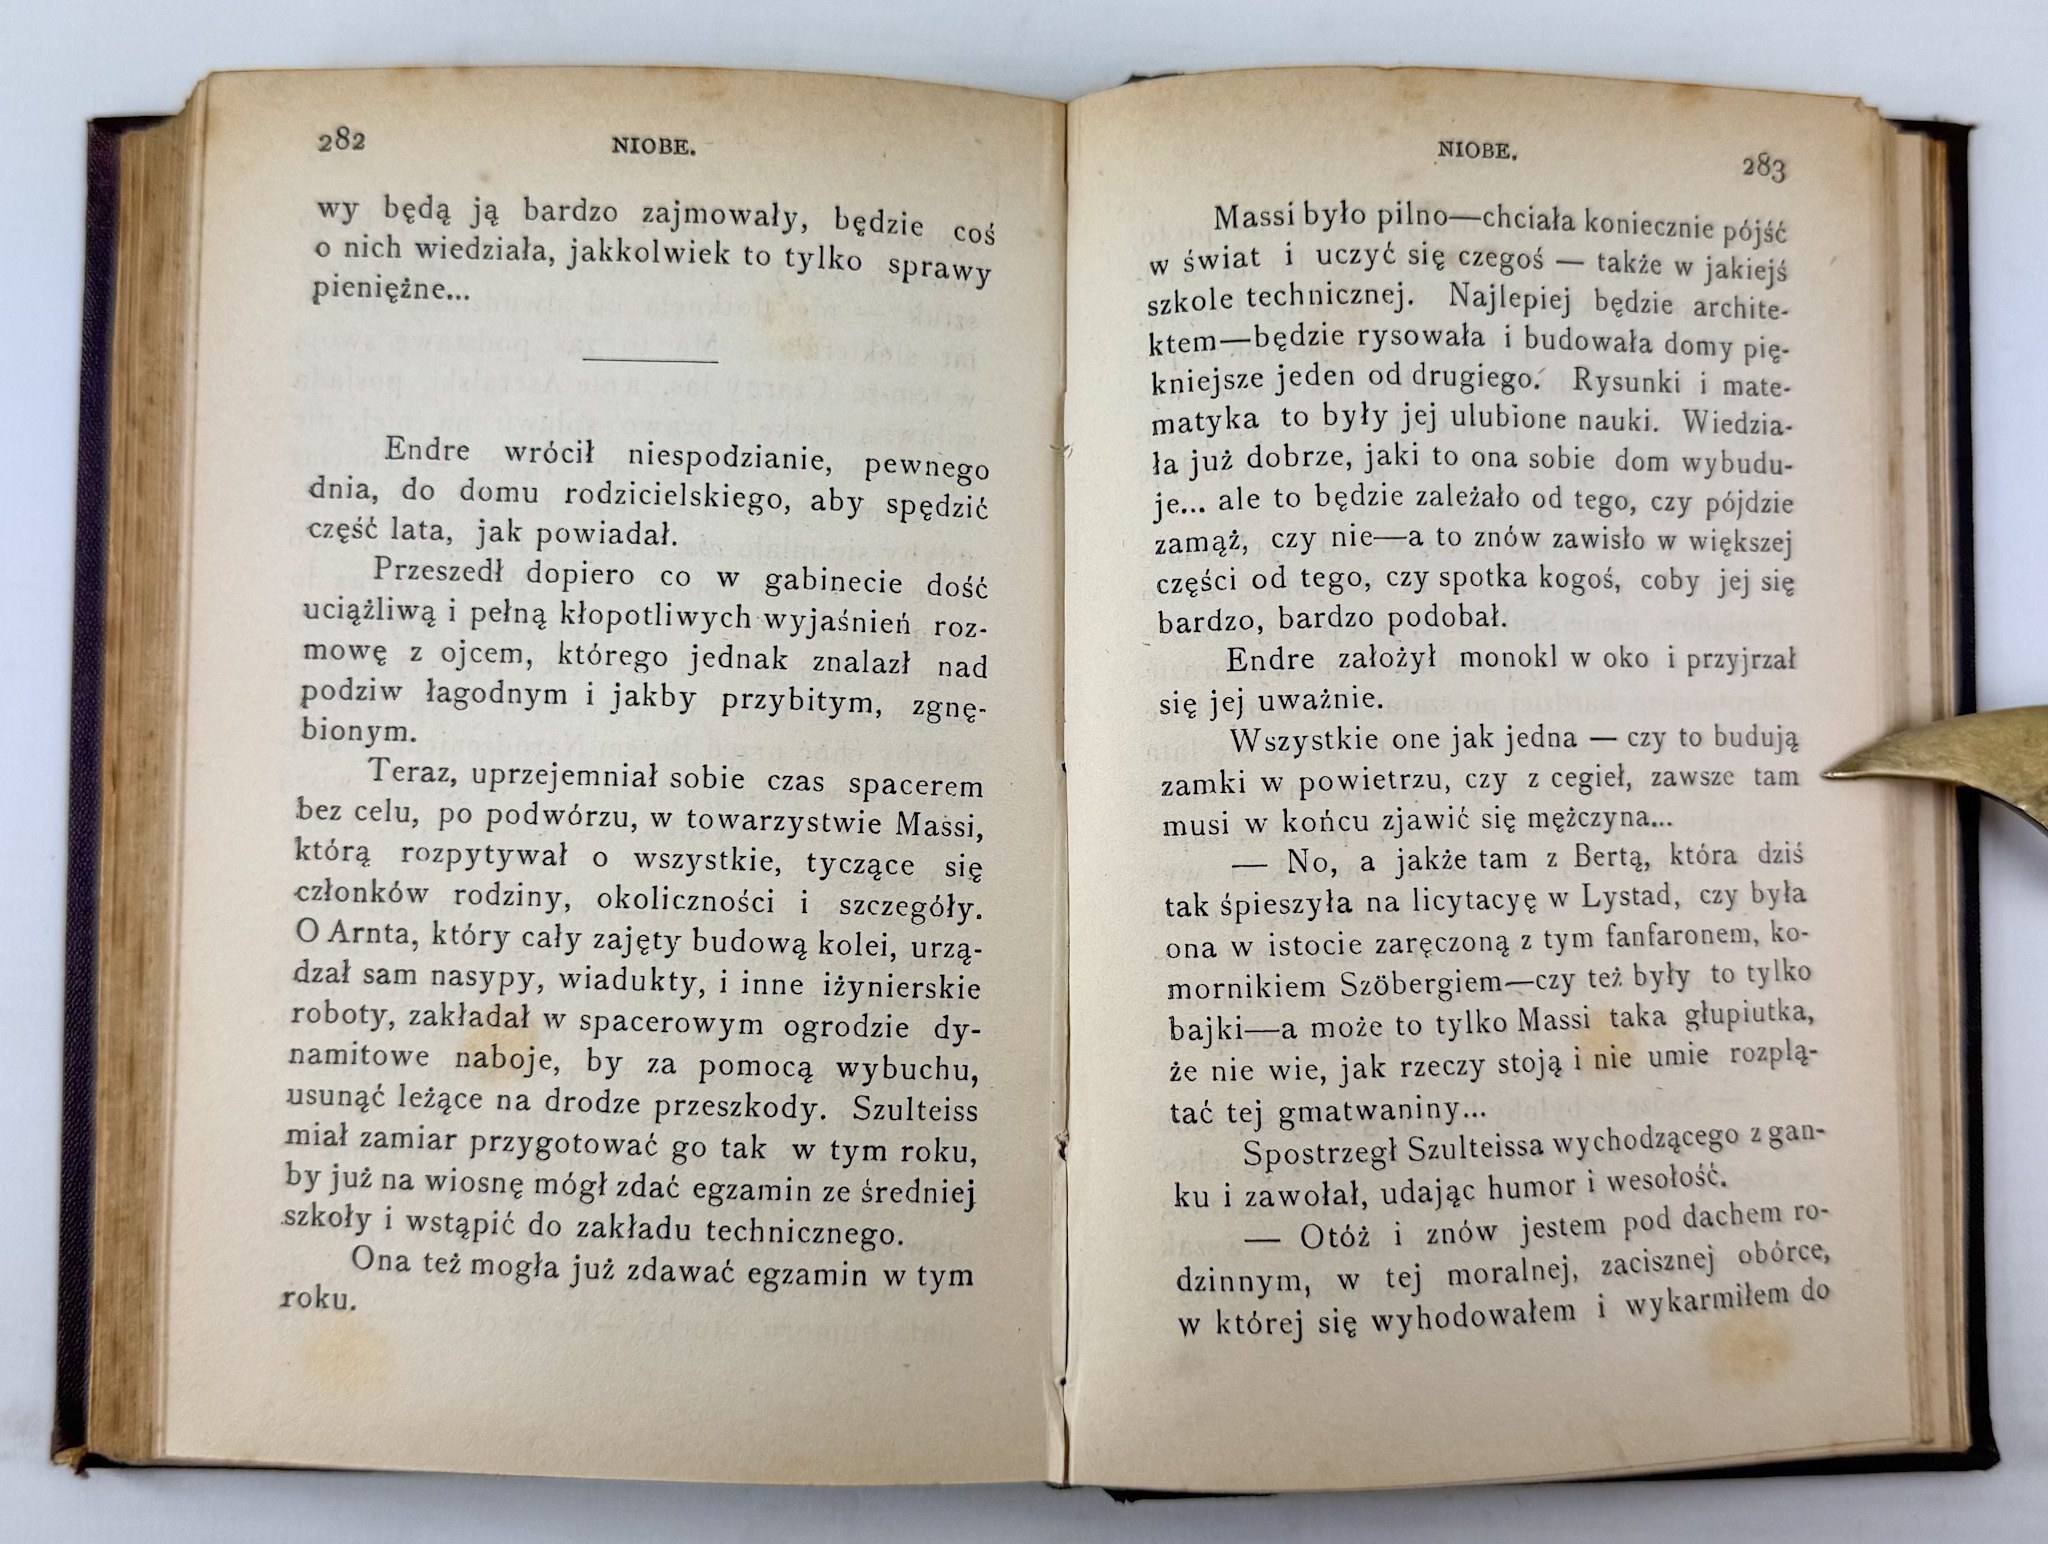 282
NIOBE.
wy będą ją bardzo zajmowały, będzie coś
o nich wiedziała, jakkolwiek to tylko sprawy
pieniężne...
Endre wrócił niespodzianie, pewnego
dnia, do domu rodzicielskiego, aby spędzić
część lata, jak powiadał.
Przeszedł dopiero co w gabinecie dość
uciążliwą i pełną kłopotliwych wyjaśnień roz-
mowę z ojcem, którego jednak znalazł nad
podziw łagodnym i jakby przybitym, zgnę-
bionym.
Teraz, uprzejemniał sobie czas spacerem
bez celu, po podwórzu, w towarzystwie Massi,
którą rozpytywał o wszystkie, tyczące się
członków rodziny, okoliczności i szczegóły.
O Arnta, który cały zajęty budową kolei, urzą-
dzał sam nasypy, wiadukty, i inne iżynierskie
roboty, zakładał w spacerowym ogrodzie dy-
namitowe naboje, by za pomocą wybuchu,
usunąć leżące na drodze przeszkody. Szulteiss
miał zamiar przygotować go tak w tym roku,
by już na wiosnę mógł zdać egzamin ze średniej
szkoły i wstąpić do zakładu technicznego.
Ona też mogła już zdawać egzamin w tym
roku.
NIOBE.
283
Massi było pilno—chciała koniecznie pójść
w świat i uczyć się czegoś — także w jakiejś
szkole technicznej. Najlepiej będzie archite-
ktem—będzie rysowała i budowała domy pię-
kniejsze jeden od drugiego. Rysunki i mate-
matyka to były jej ulubione nauki. Wiedzia-
ła już dobrze, jaki to ona sobie dom wybudu-
je... ale to będzie zależało od tego, czy pójdzie
zamąż, czy nie—a to znów zawisło w większej
części od tego, czy spotka kogoś, coby jej się
bardzo, bardzo podobał.
Endre założył monokl w oko i przyjrzał
się jej uważnie.
Wszystkie one jak jedna — czy to budują
zamki w powietrzu, czy z cegieł, zawsze tam
musi w końcu zjawić się mężczyna...
— No, a jakże tam z Bertą, która dziś
tak śpieszyła na licytacyę w Lystad, czy była
ona w istocie zaręczoną z tym fanfaronem, ko-
mornikiem Szöbergiem—czy też były to tylko
bajki—a może to tylko Massi taka głupiutka,
że nie wie, jak rzeczy stoją i nie umie rozplą-
tać tej gmatwaniny...
Spostrzegł Szulteissa wychodzącego z gan-
ku i zawołał, udając humor i wesołość.
— Otóż i znów jestem pod dachem ro-
dzinnym, w tej moralnej, zacisznej obórce,
w której się wyhodowałem i wykarmiłem do